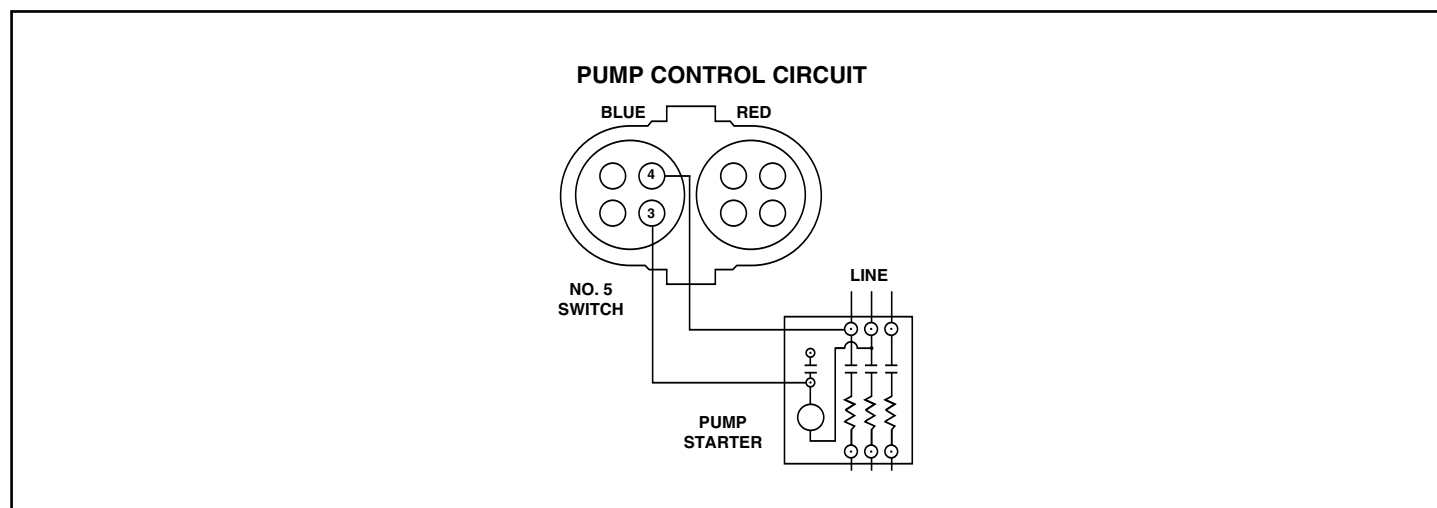 PUMP CONTROL CIRCUIT
BLUE
RED
4
3
NO. 5
SWITCH
LINE
PUMP
STARTER